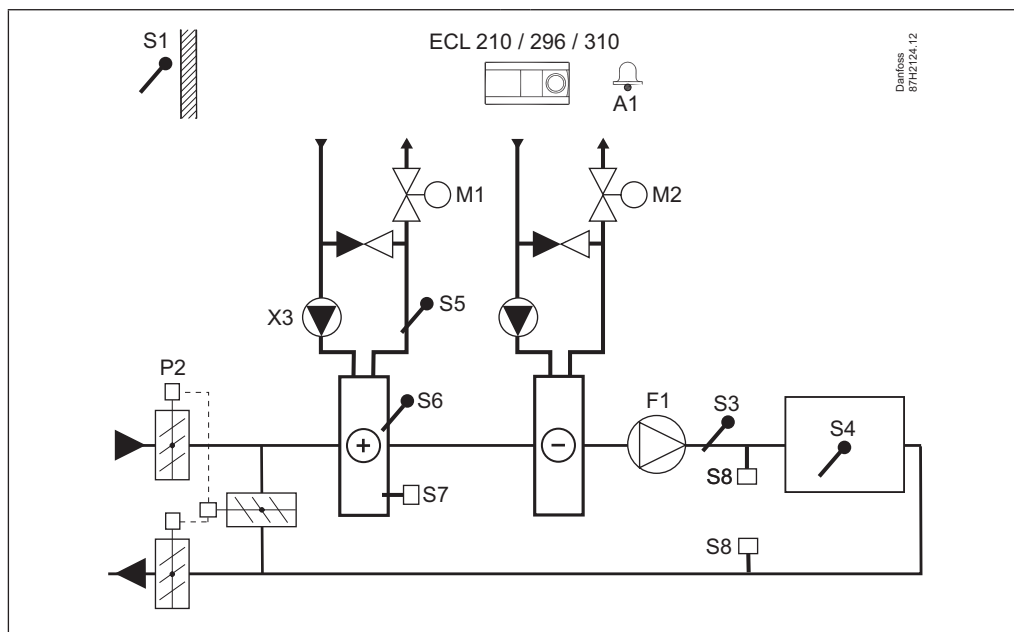 S1
ECL 210 / 296 / 310
A1
Danfoss
87H2124.12
M1
M2
X3
S5
P2
S6
F1
S3
S4
S7
S8
S8